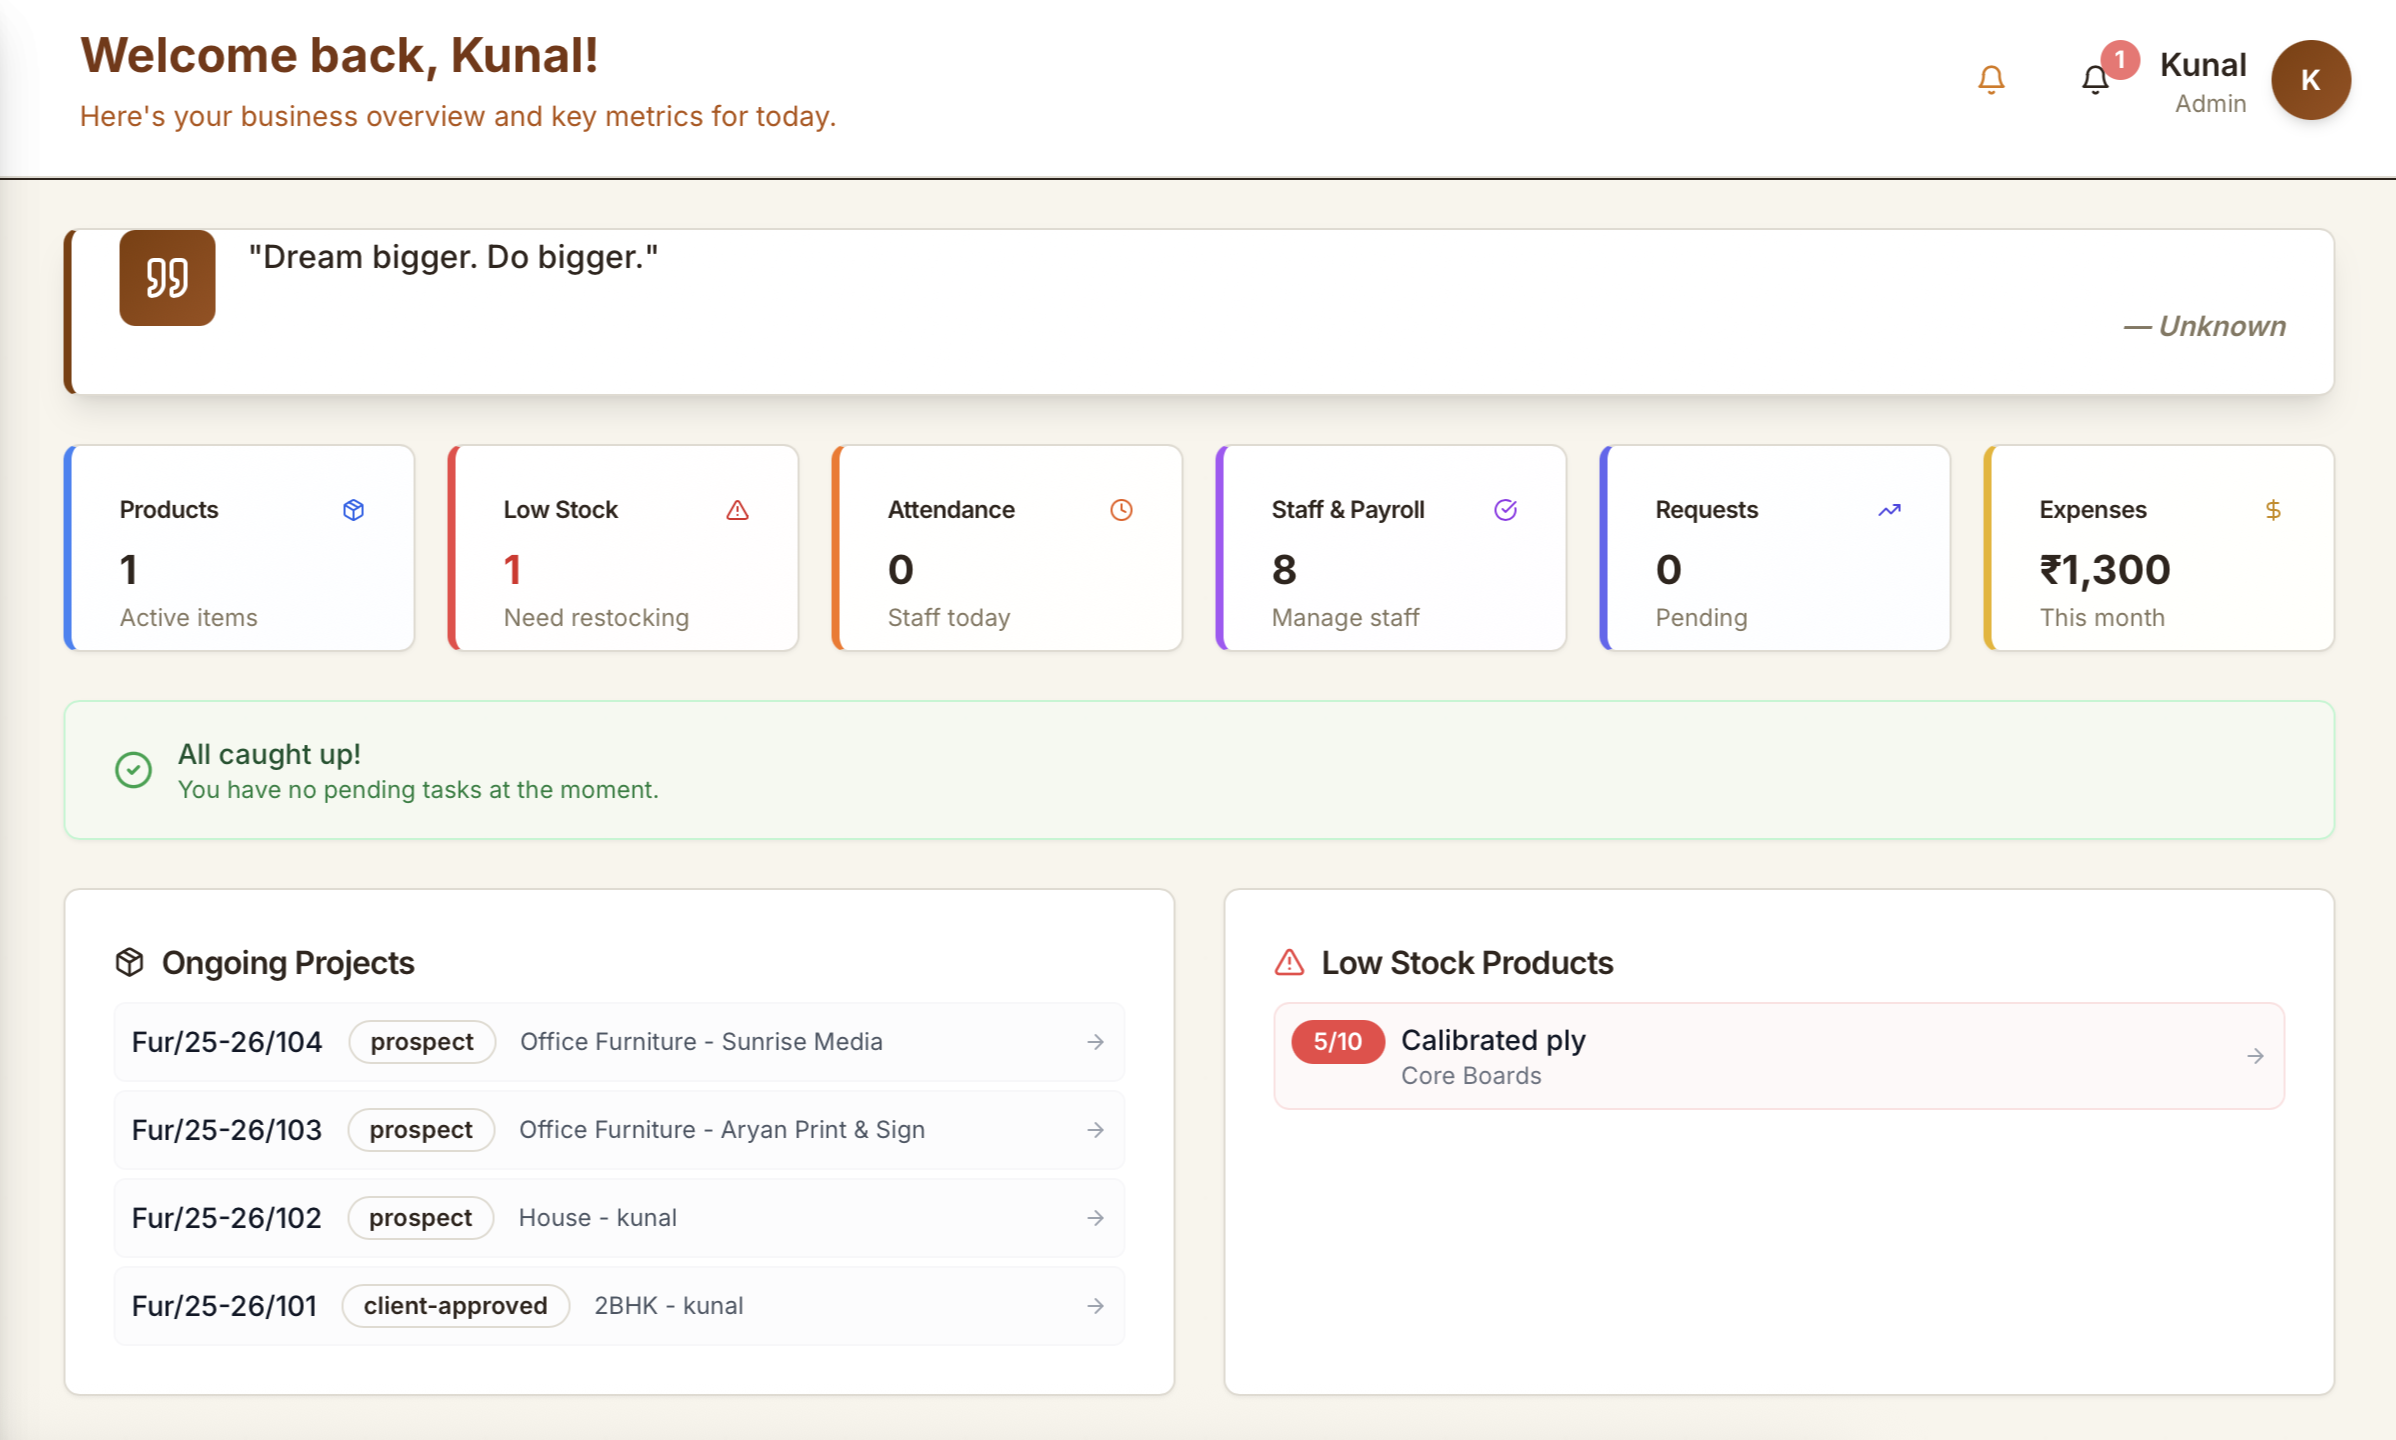 Welcome back, Kunal!
Here's your business overview and key metrics for today.
1
Kunal
Admin
K
"Dream bigger. Do bigger."
— Unknown
Products
1
Active items
Low Stock
1
Need restocking
Attendance
0
Staff today
Staff & Payroll
8
Manage staff
Requests
0
Pending
Expenses
₹1,300
This month
All caught up!
You have no pending tasks at the moment.
Ongoing Projects
Fur/25-26/104 prospect Office Furniture - Sunrise Media
Fur/25-26/103 prospect Office Furniture - Aryan Print & Sign
Fur/25-26/102 prospect House - kunal
Fur/25-26/101 client-approved 2BHK - kunal
Low Stock Products
5/10 Calibrated ply
Core Boards